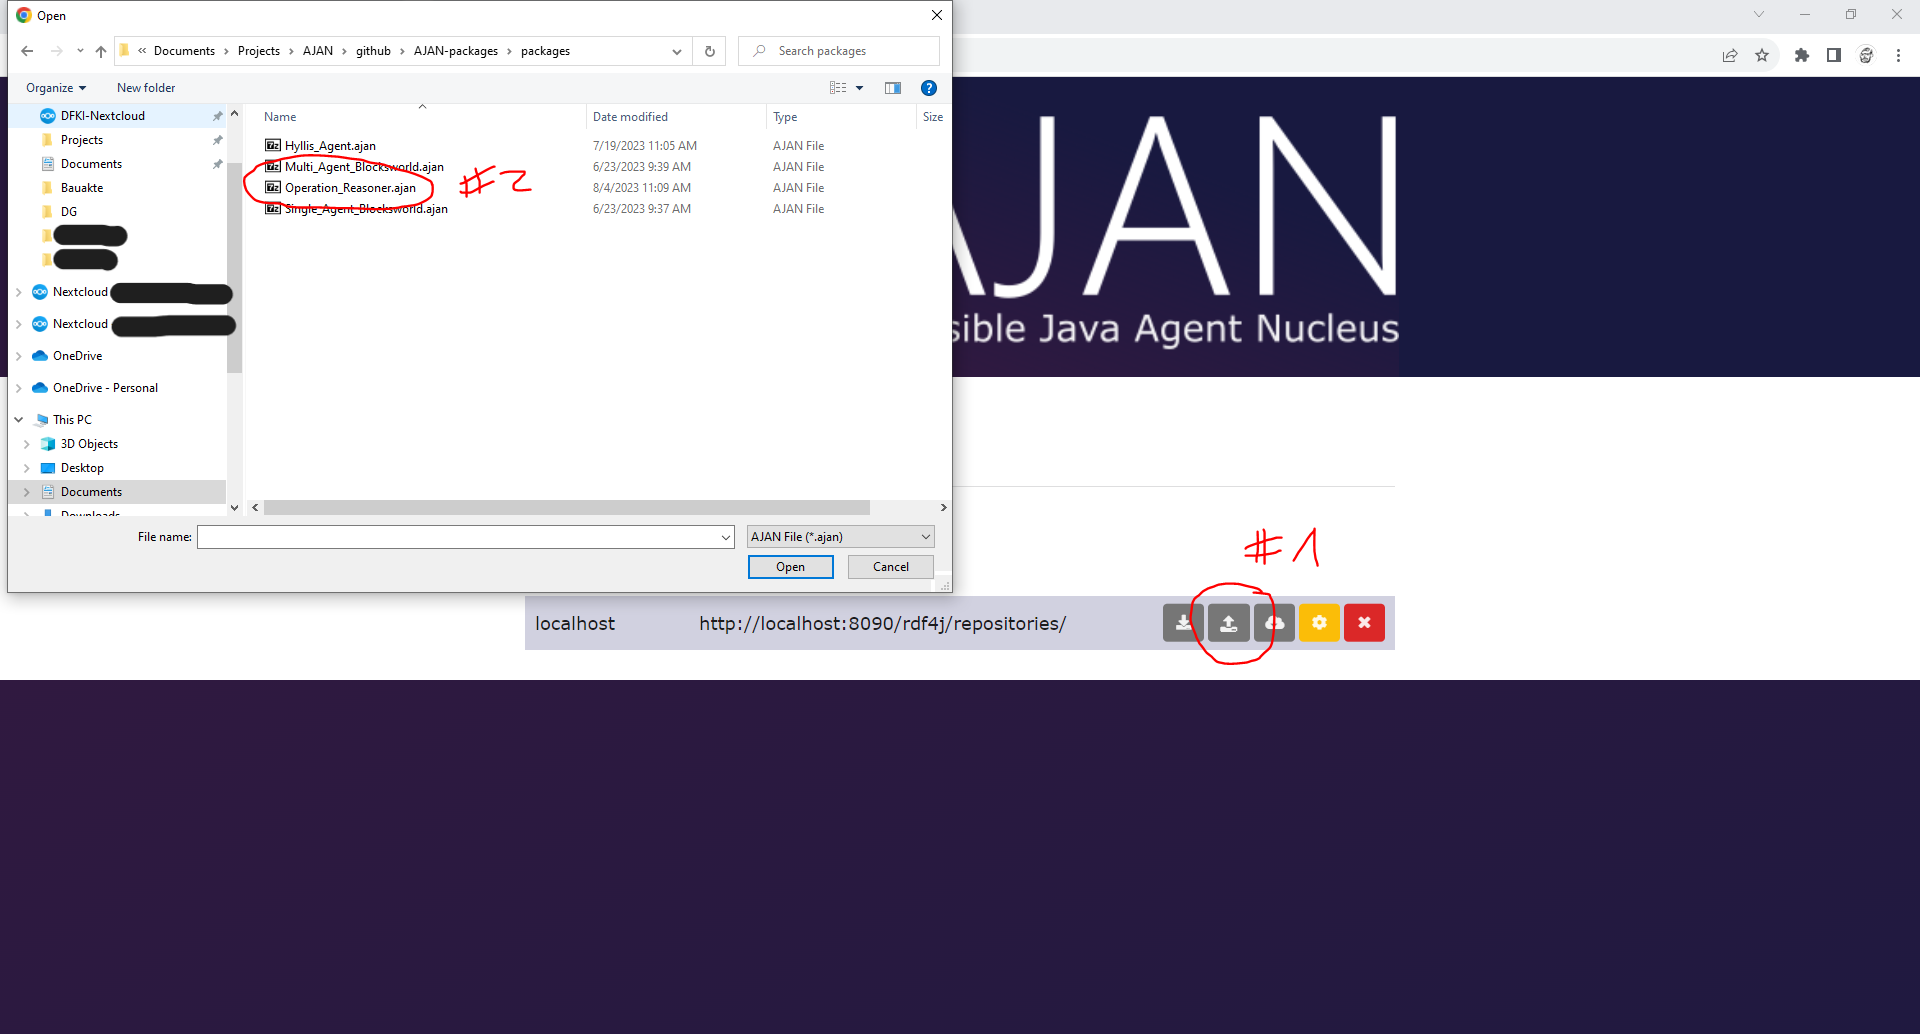 Open
Documents > Projects > AJAN > github > AJAN-packages > packages
Search packages
Organize
New folder
DFKI-Nextcloud
Projects
Documents
Bauakte
DG
Nextcloud
Nextcloud
OneDrive
OneDrive - Personal
This PC
3D Objects
Desktop
Documents
Downloads
Name Date modified Type Size
Hyllis_Agent.ajan 7/19/2023 11:05 AM AJAN File
Multi_Agent_Blocksworld.ajan 6/23/2023 9:39 AM AJAN File
Operation_Reasoner.ajan 8/4/2023 11:09 AM AJAN File
Single_Agent_Blocksworld.ajan 6/23/2023 9:37 AM AJAN File
#2
File name:
AJAN File (*.ajan)
Open Cancel
AJAN
sible Java Agent Nucleus
#1
localhost http://localhost:8090/rdf4j/repositories/